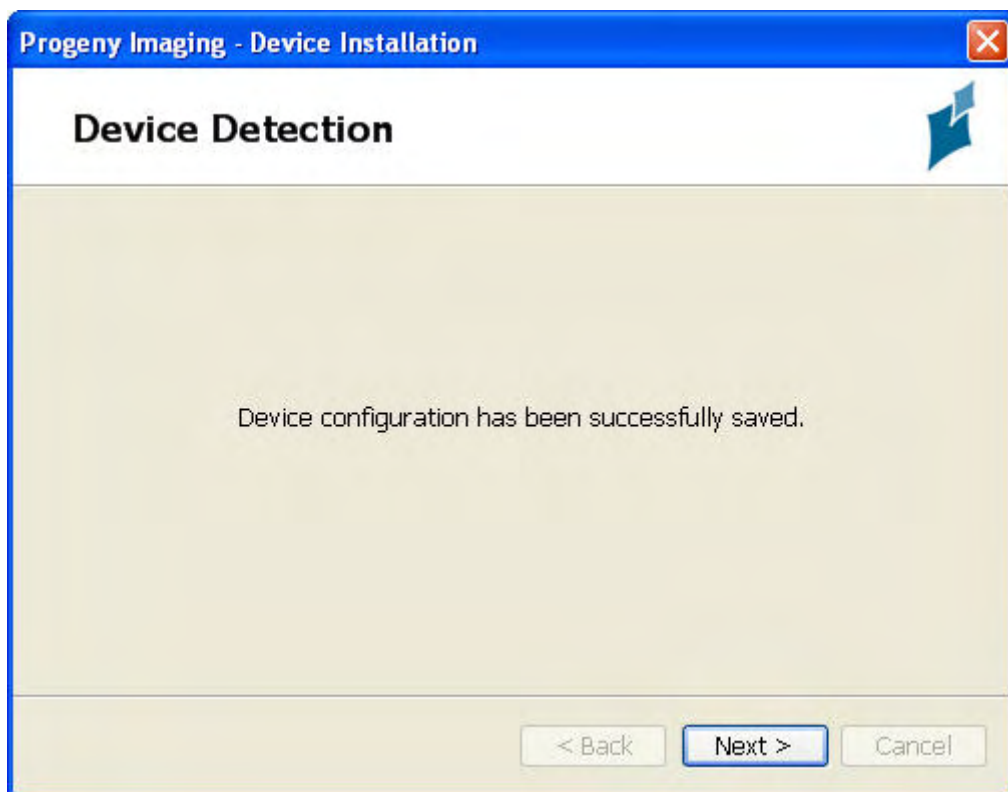 Progeny Imaging - Device Installation
Device Detection
Device configuration has been successfully saved.
< Back Next > Cancel